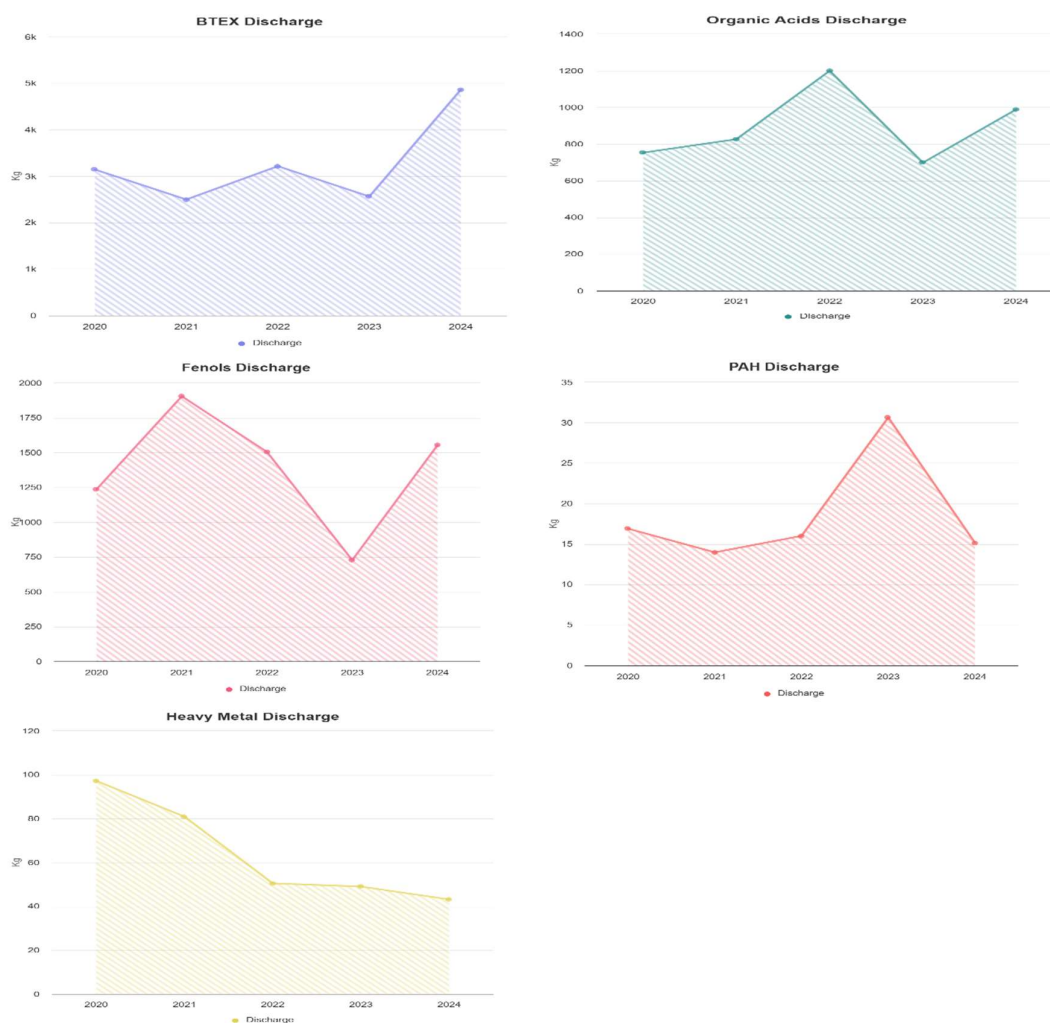 BTEX Discharge
6k
5k
4k
3k
2k
1k
0
Kg
2020 2021 2022 2023 2024
Discharge
Organic Acids Discharge
1400
1200
1000
800
600
400
200
0
Kg
2020 2021 2022 2023 2024
Discharge
Fenols Discharge
2000
1750
1500
1250
1000
750
500
250
0
Kg
2020 2021 2022 2023 2024
Discharge
PAH Discharge
35
30
25
20
15
10
5
0
Kg
2020 2021 2022 2023 2024
Discharge
Heavy Metal Discharge
120
100
80
60
40
20
0
Kg
2020 2021 2022 2023 2024
Discharge